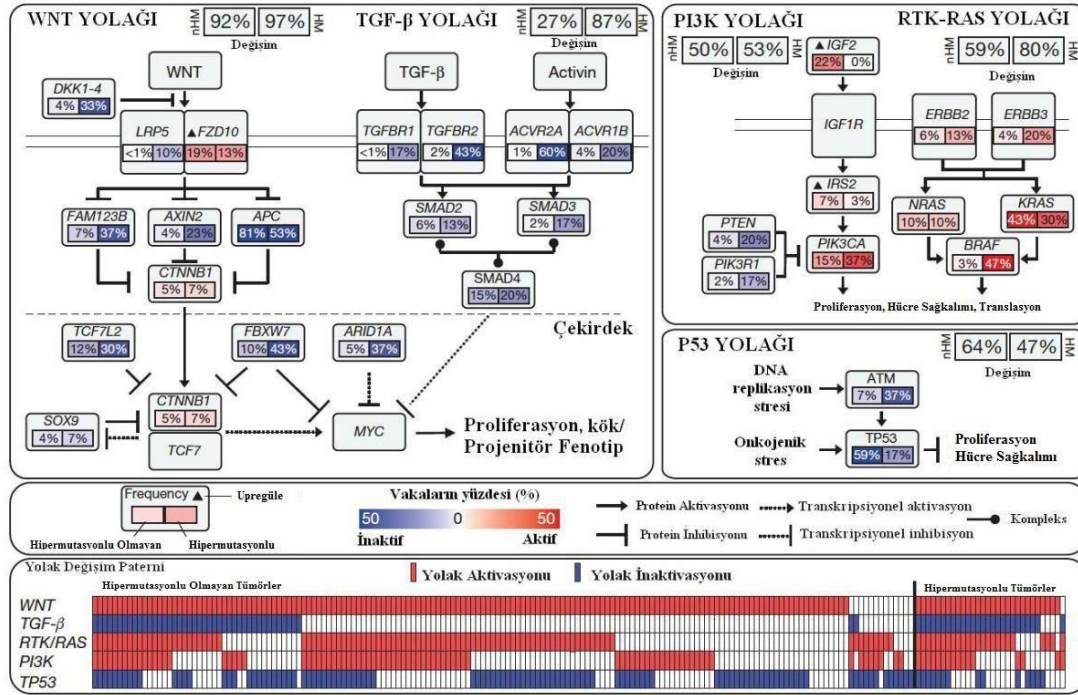 WNT YOLAĞI
nHM 92% 97% HM
Değişim
TGF-β YOLAĞI
nHM 27% 87% HM
Değişim
WNT
DKK1-4
4% 33%
LRP5
<1% 10%
▲FZD10
19% 13%
FAM123B
7% 37%
AXIN2
4% 23%
APC
81% 53%
CTNNB1
5% 7%
TGF-β
Activin
TGFBR1
<1% 17%
TGFBR2
2% 43%
ACVR2A
1% 60%
ACVR1B
4% 20%
SMAD2
6% 13%
SMAD3
2% 17%
SMAD4
15% 20%
Çekirdek
TCF7L2
12% 30%
FBXW7
10% 43%
ARID1A
5% 37%
SOX9
4% 7%
CTNNB1
5% 7%
TCF7
MYC
Proliferasyon, kök/
Projenitör Fenotip
PI3K YOLAĞI
50% 53% HM
Değişim
RTK-RAS YOLAĞI
59% 80% HM
Değişim
▲IGF2
22% 0%
IGF1R
▲IRS2
7% 3%
PTEN
4% 20%
PIK3R1
2% 17%
PIK3CA
15% 37%
ERBB2
6% 13%
ERBB3
4% 20%
NRAS
10% 10%
KRAS
43% 30%
BRAF
3% 47%
Proliferasyon, Hücre Sağkalımı, Translasyon
P53 YOLAĞI
64% 47% HM
Değişim
DNA
replikasyon
stresi
ATM
7% 37%
Onkojenik
stres
TP53
59% 17%
Proliferasyon
Hücre Sağkalımı
Frequency ▲
Upregüle
Hipermutasyonlu Olmayan
Hipermutasyonlu
Vakaların yüzdesi (%)
50 0 50
İnaktif Aktif
Protein Aktivasyonu
Protein İnhibisyonu
Transkripsiyonel aktivasyon
Transkripsiyonel inhibisyon
Kompleks
Yolak Değişim Paterni
Hipermutasyonlu Olmayan Tümörler
Yolak Aktivasyonu
Yolak İnaktivasyonu
Hipermutasyonlu Tümörler
WNT
TGF-β
RTK/RAS
PI3K
TP53